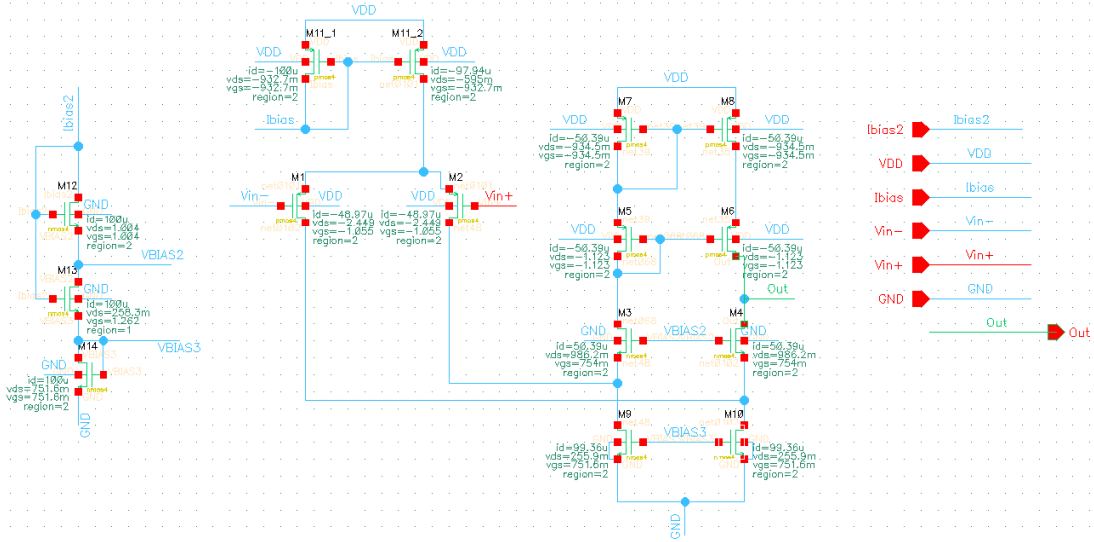 VDD
M11_1
M11_2
VDD
VDD
id=-100u
vds=-932.7m
vgs=-932.7m
region=2
pmos4
id=-97.94u
vds=-595m
vgs=-932.7m
region=2
Ibias
Ibias2
M12
GND
id=100u
vds=1.004
vgs=1.004
region=2
nmos4
VBIAS2
M13
GND
id=100u
vds=258.3m
vgs=1.262
region=1
nmos4
VBIAS3
M14
GND
id=100u
vds=751.6m
vgs=751.6m
region=2
nmos4
GND
M1
M2
Vin-
VDD
VDD
Vin+
id=-48.97u
vds=-2.449
vgs=-1.055
region=2
id=-48.97u
vds=-2.449
vgs=-1.055
region=2
VDD
M7
M8
VDD
VDD
id=-50.39u
vds=-934.5m
vgs=-934.5m
region=2
pmos4
id=-50.39u
vds=-934.5m
vgs=-934.5m
region=2
M5
M6
VDD
VDD
id=-50.39u
vds=-1.123
vgs=-1.123
region=2
pmos4
id=-50.39u
vds=-1.123
vgs=-1.123
region=2
Out
M3
M4
GND
VBIAS2
GND
id=50.39u
vds=986.2m
vgs=754m
region=2
nmos4
id=50.39u
vds=986.2m
vgs=754m
region=2
M9
M10
VBIAS3
id=99.36u
vds=255.9m
vgs=751.6m
region=2
nmos4
id=99.36u
vds=255.9m
vgs=751.6m
region=2
GND
Ibias2
Ibias2
VDD
VDD
Ibias
Ibias
Vin-
Vin-
Vin+
Vin+
GND
GND
Out
Out